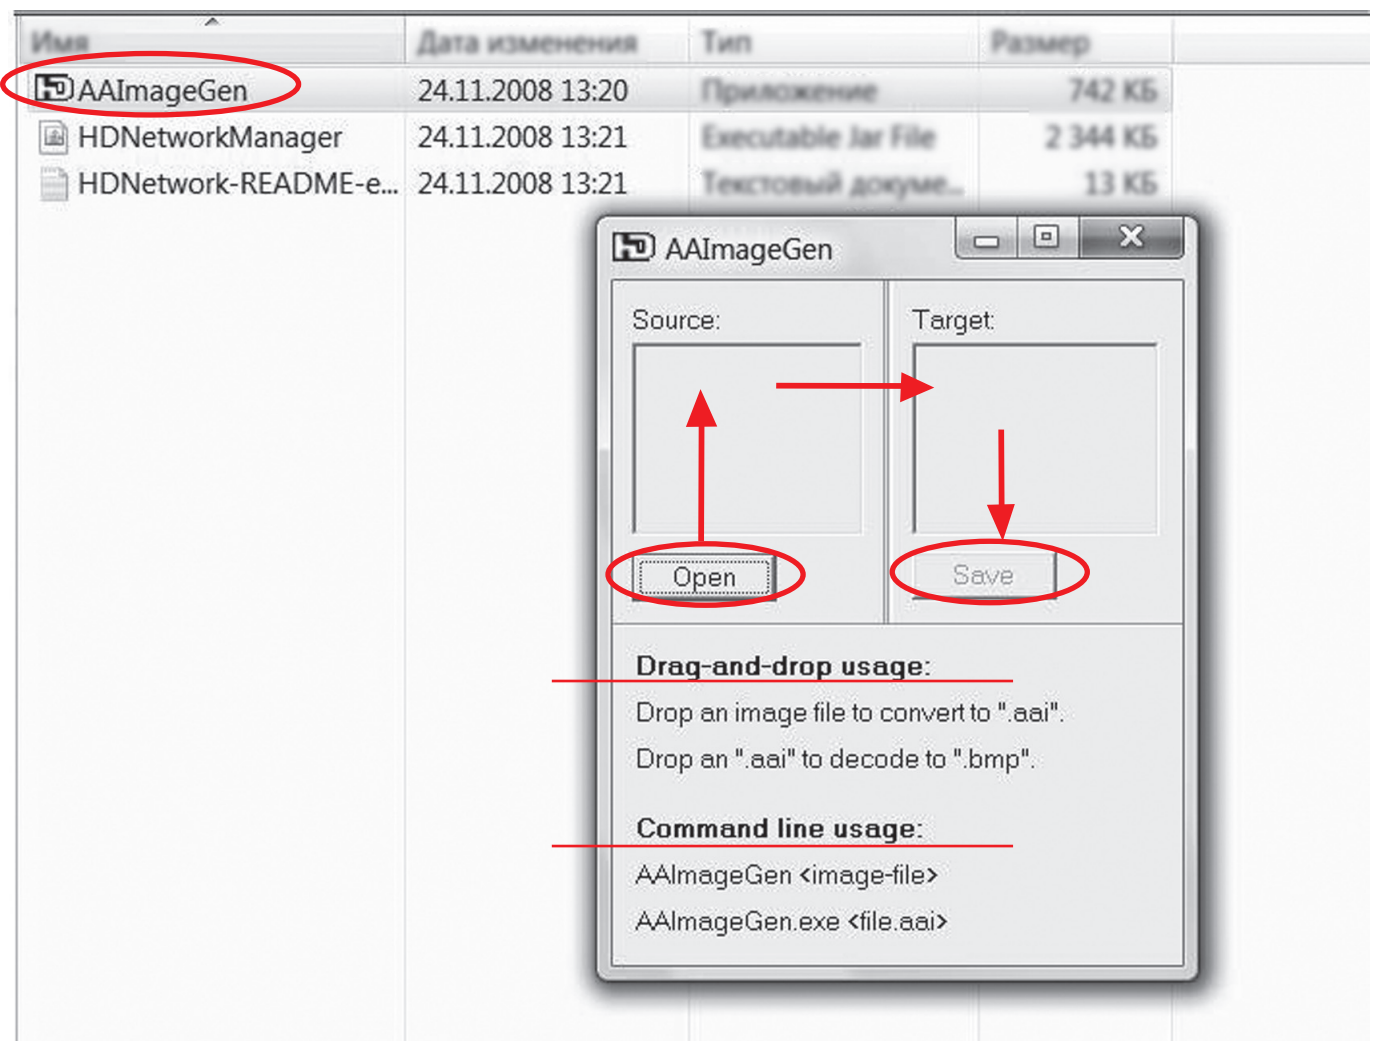 Имя Дата изменения Тип Размер
AAImageGen 24.11.2008 13:20 Приложение 742 КБ
HDNetworkManager 24.11.2008 13:21 Executable Jar File 2 344 КБ
HDNetwork-README-e... 24.11.2008 13:21 Текстовый докуме... 13 КБ
AAImageGen
Source: Target:
Open Save
Drag-and-drop usage:
Drop an image file to convert to ".aai".
Drop an ".aai" to decode to ".bmp".
Command line usage:
AAImageGen <image-file>
AAImageGen.exe <file.aai>